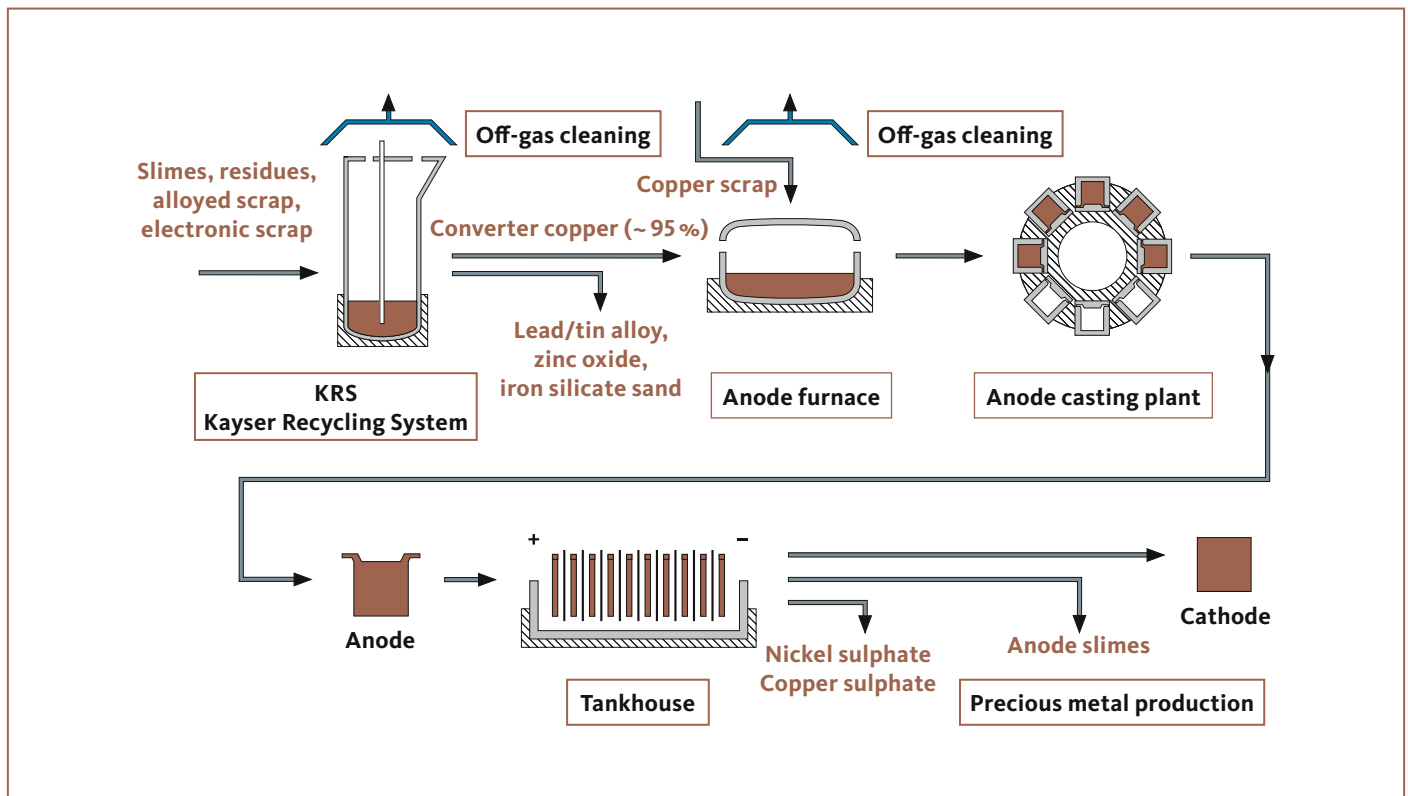 Off-gas cleaning
Off-gas cleaning
Slimes, residues,
alloyed scrap,
electronic scrap
Copper scrap
Converter copper (~ 95 %)
Lead/tin alloy,
zinc oxide,
iron silicate sand
KRS
Kayser Recycling System
Anode furnace
Anode casting plant
+
–
Anode
Cathode
Nickel sulphate
Copper sulphate
Anode slimes
Tankhouse
Precious metal production